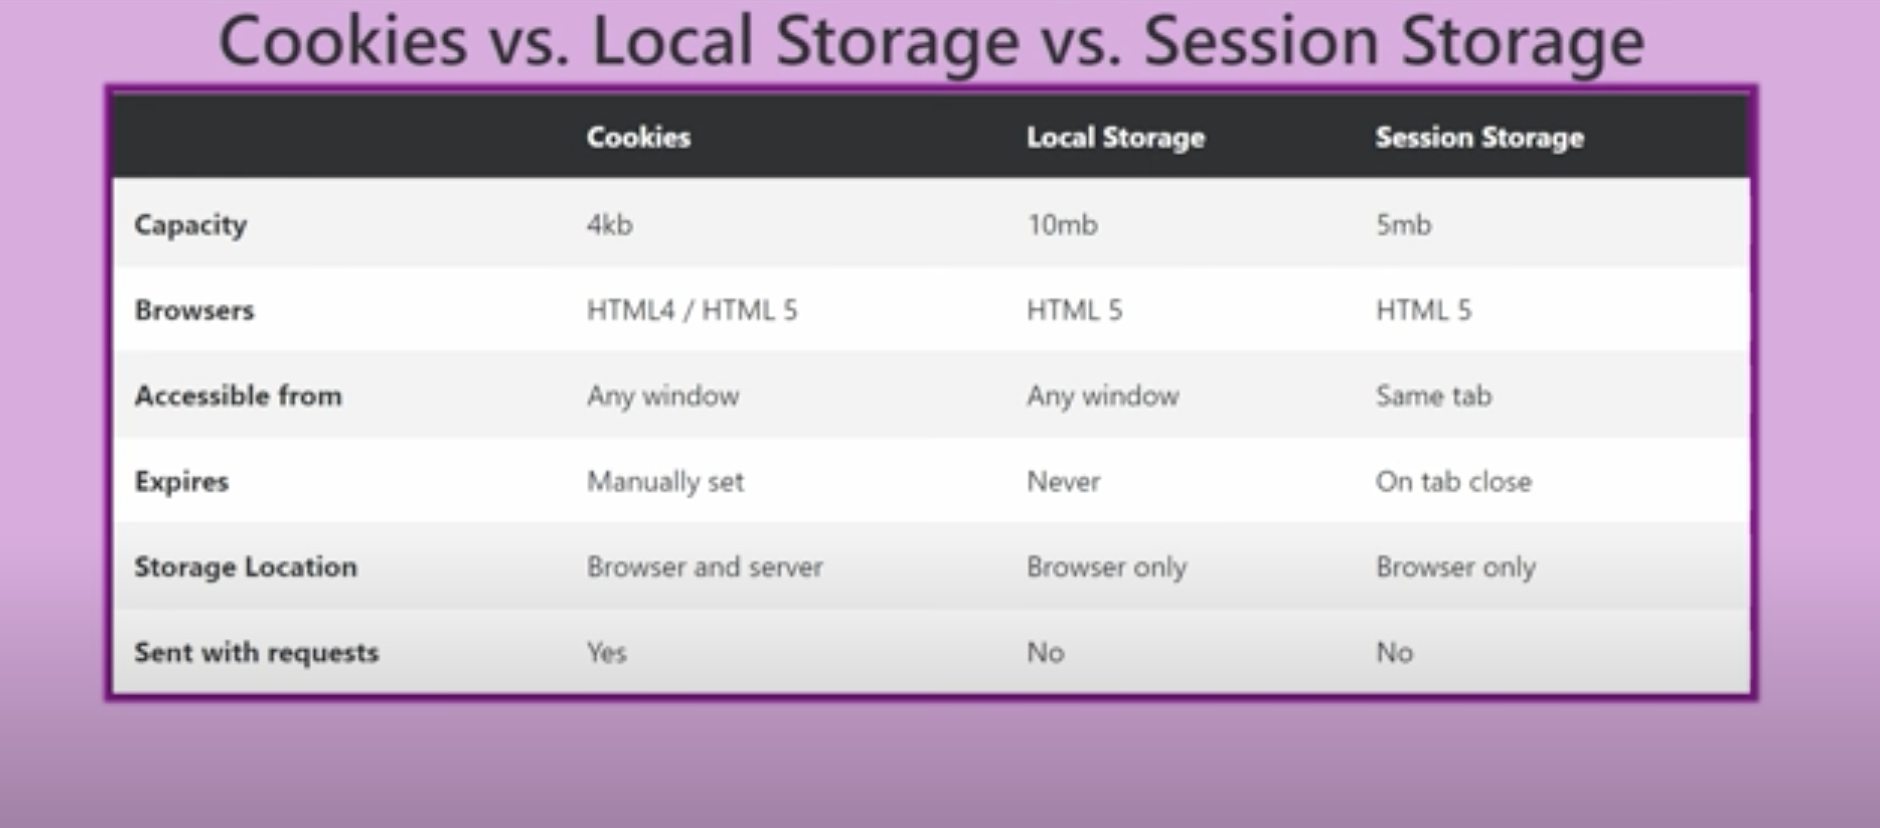 Cookies vs. Local Storage vs. Session Storage
Cookies Local Storage Session Storage
Capacity 4kb 10mb 5mb
Browsers HTML4 / HTML 5 HTML 5 HTML 5
Accessible from Any window Any window Same tab
Expires Manually set Never On tab close
Storage Location Browser and server Browser only Browser only
Sent with requests Yes No No